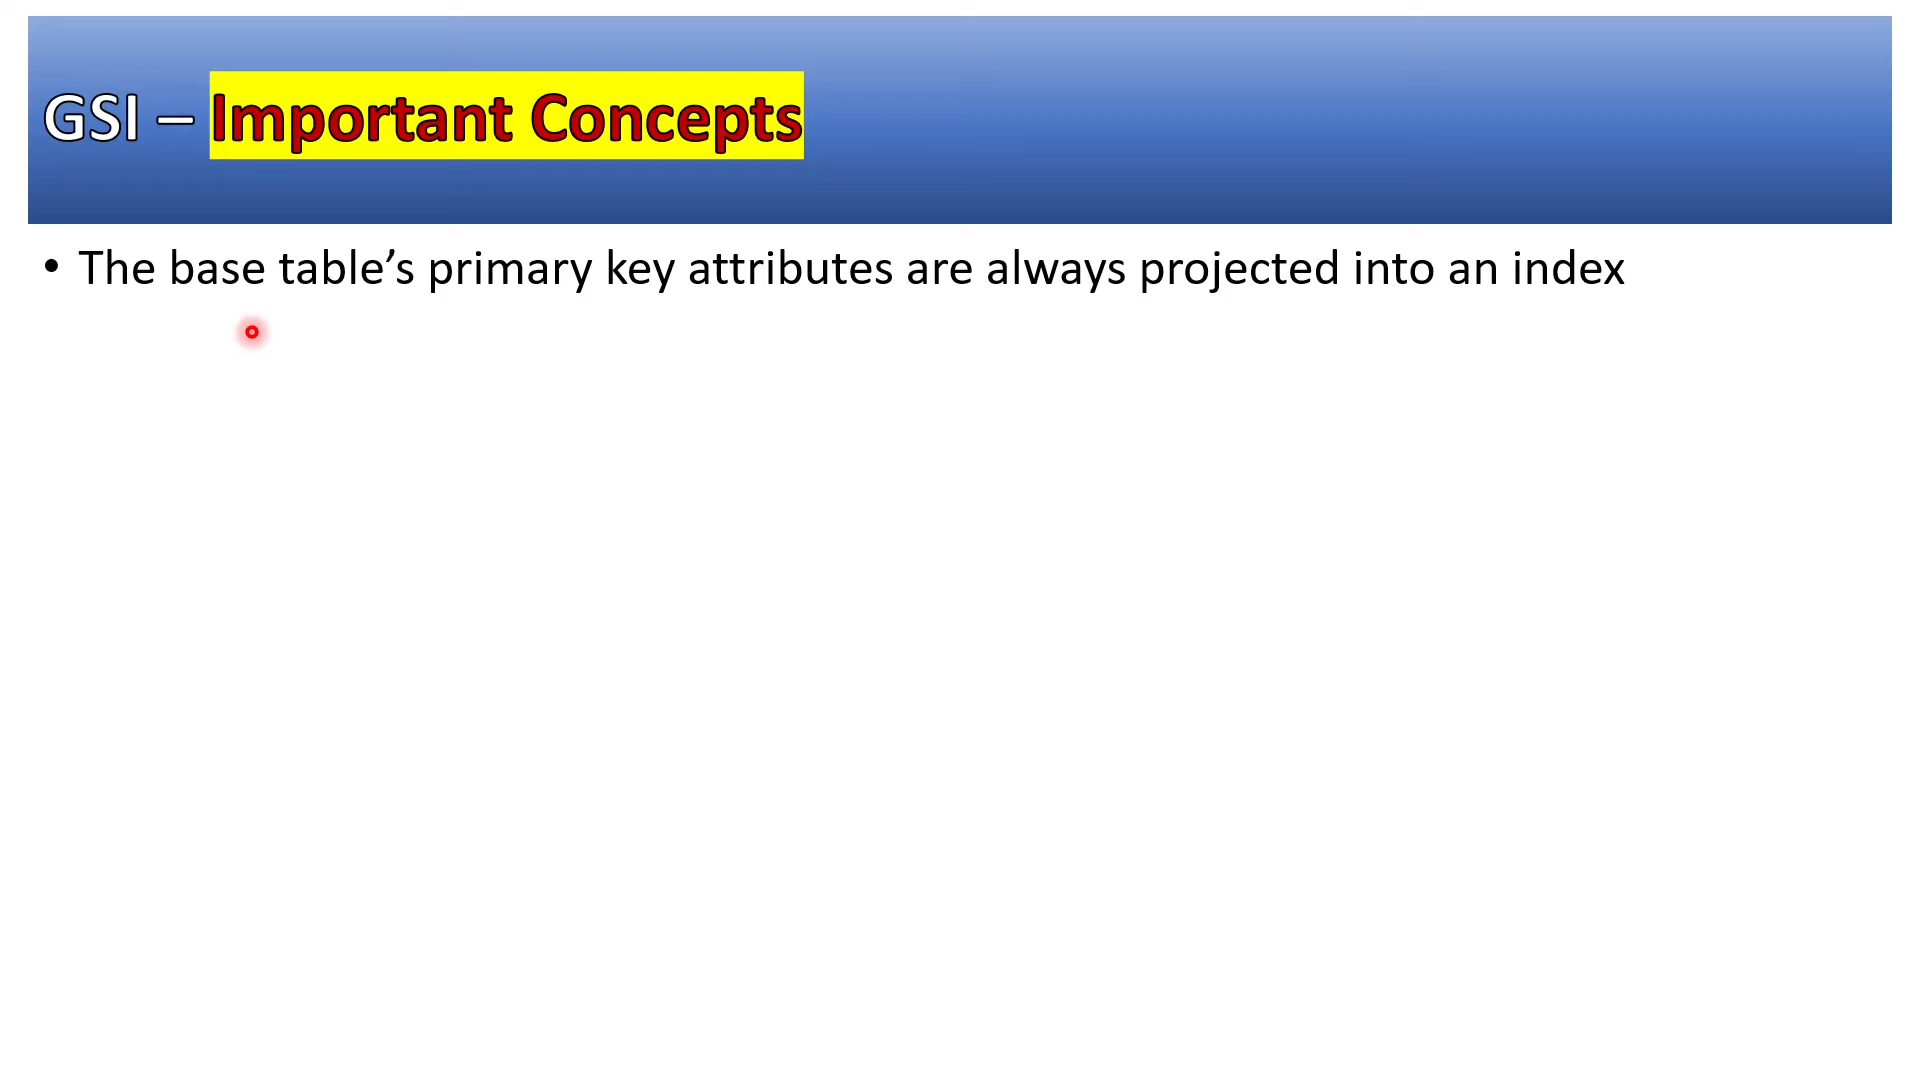 GSI – Important Concepts
• The base table’s primary key attributes are always projected into an index